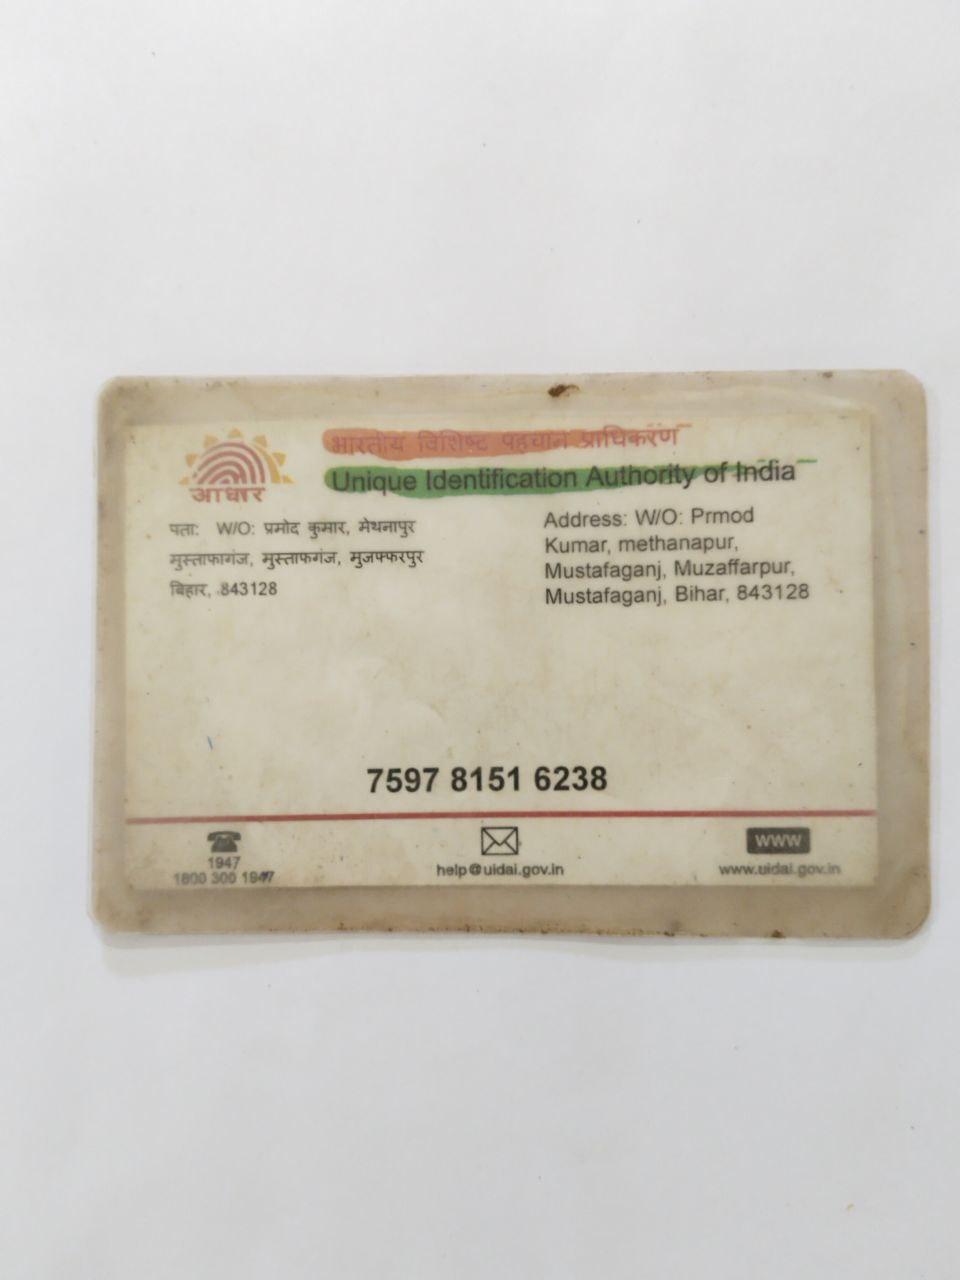 आधार
भारतीय विशिष्ट पहचान प्राधिकरण
Unique Identification Authority of India
पता: W/O: प्रमोद कुमार, मेथनापुर
मुस्ताफागंज, मुस्ताफगंज, मुजफ्फरपुर
बिहार, 843128
Address: W/O: Prmod
Kumar, methanapur,
Mustafaganj, Muzaffarpur,
Mustafaganj, Bihar, 843128
7597 8151 6238
1947
1800 300 1947
help@uidai.gov.in
WWW
www.uidai.gov.in